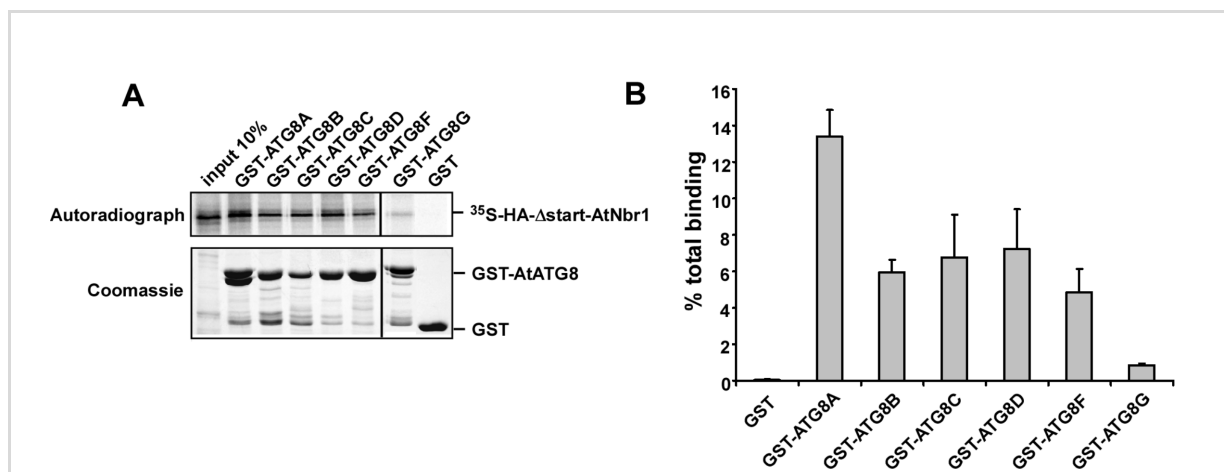 A
input 10%
GST-ATG8A
GST-ATG8B
GST-ATG8C
GST-ATG8D
GST-ATG8F
GST-ATG8G
GST
Autoradiograph
35S-HA-Δstart-AtNbr1
Coomassie
GST-AtATG8
GST
B
% total binding
16
14
12
10
8
6
4
2
0
GST
GST-ATG8A
GST-ATG8B
GST-ATG8C
GST-ATG8D
GST-ATG8F
GST-ATG8G